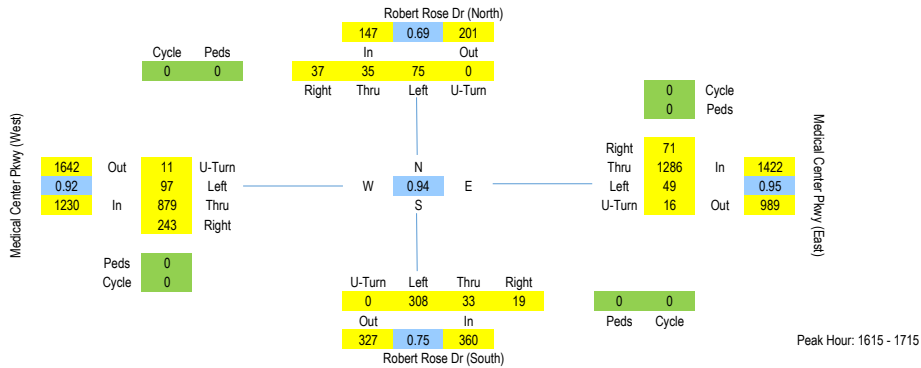 Robert Rose Dr (North)
147 0.69 201
In Out
Cycle Peds
0 0
37 35 75 0
Right Thru Left U-Turn
0 Cycle
0 Peds
Medical Center Pkwy (West)
1642 Out 11 U-Turn
0.92 97 Left
1230 In 879 Thru
243 Right
N
W 0.94 E
S
Right 71
Thru 1286 In 1422
Left 49 0.95
U-Turn 16 Out 989
Medical Center Pkwy (East)
Peds 0
Cycle 0
U-Turn Left Thru Right
0 308 33 19
Out In
327 0.75 360
Robert Rose Dr (South)
0 0
Peds Cycle
Peak Hour: 1615 - 1715